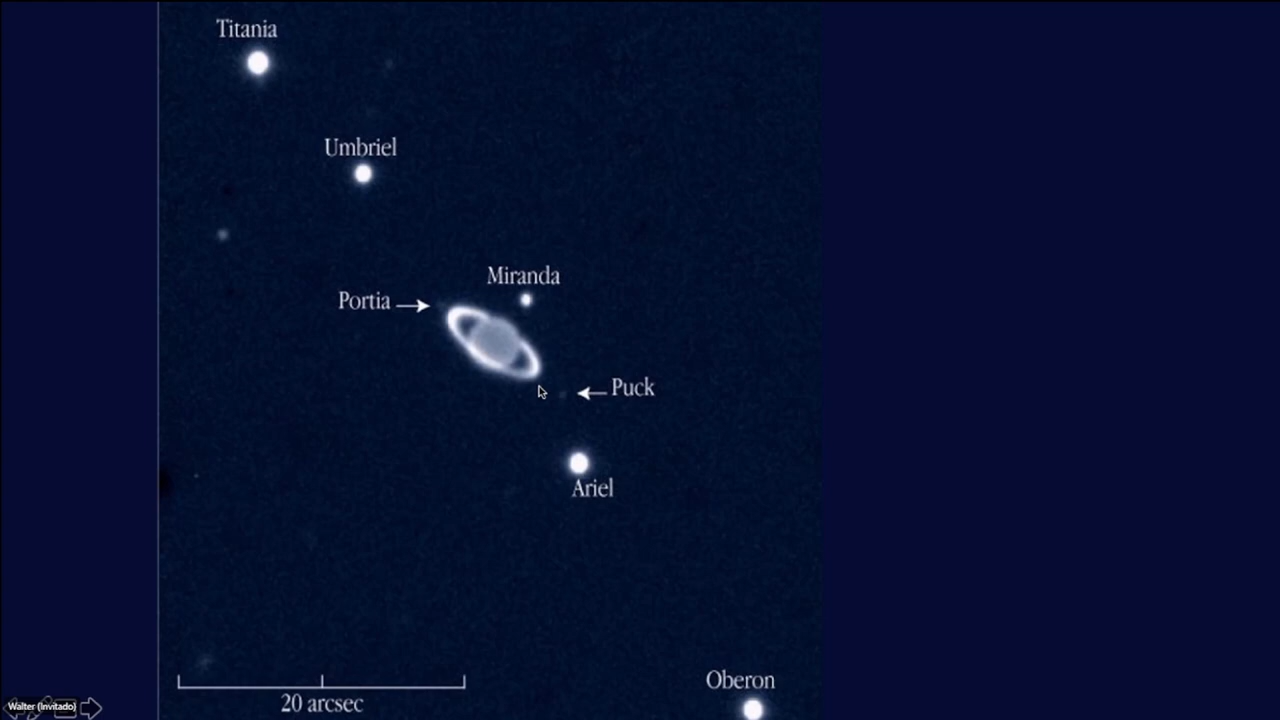 Titania
Umbriel
Miranda
Portia
Puck
Ariel
Oberon
20 arcsec
Walter (Invitado)